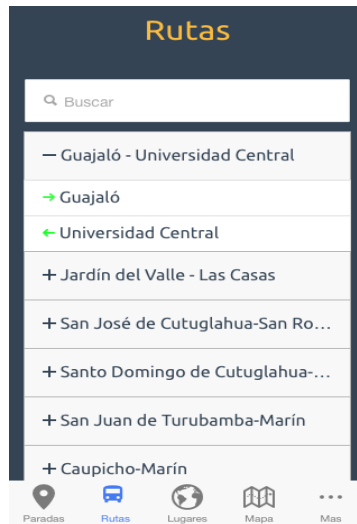 Rutas
Buscar
Guajaló - Universidad Central
Guajaló
Universidad Central
Jardín del Valle - Las Casas
San José de Cutuglahua-San Ro...
Santo Domingo de Cutuglahua-...
San Juan de Turubamba-Marín
Caupicho-Marín
Paradas Rutas Lugares Mapa Mas